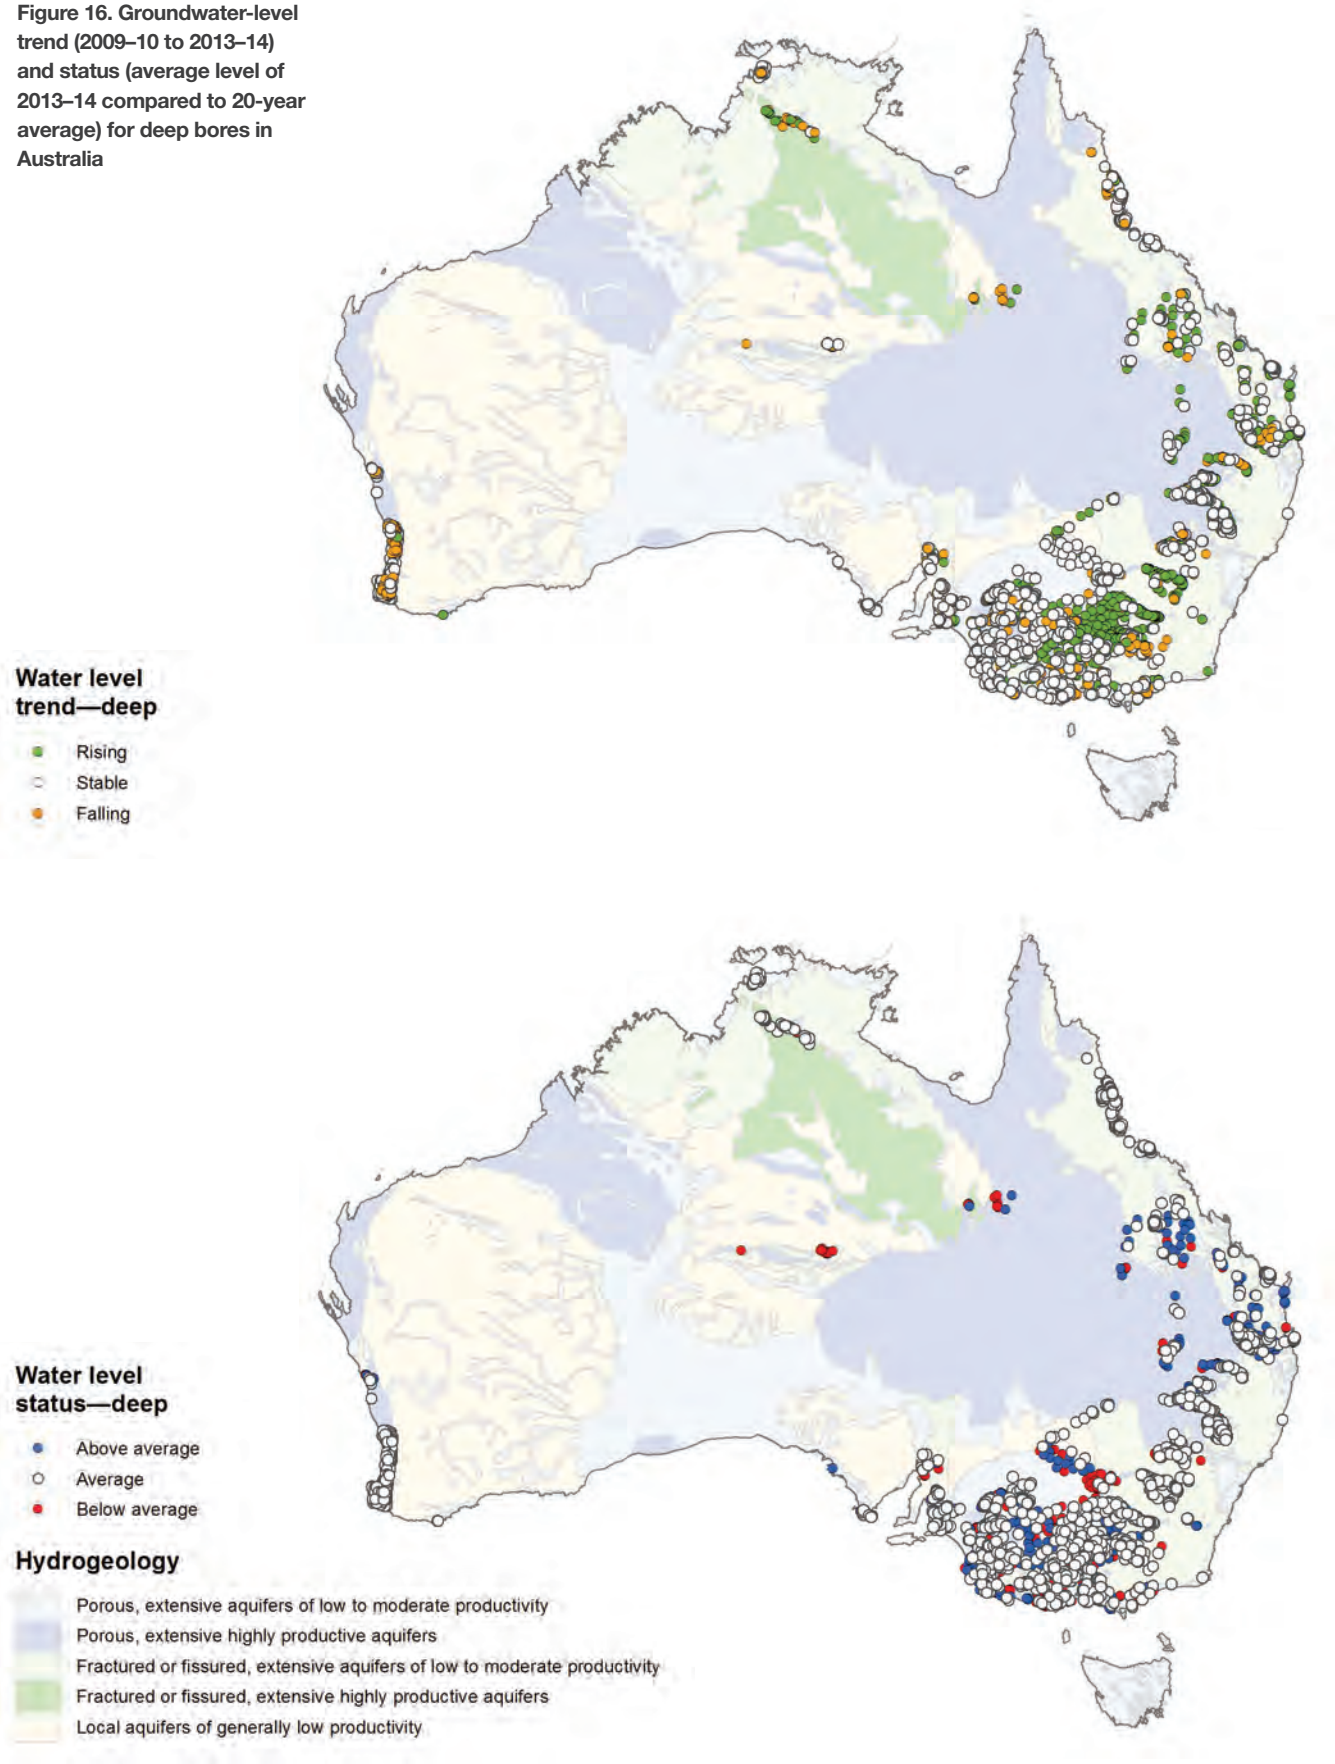 Figure 16. Groundwater-level
trend (2009–10 to 2013–14)
and status (average level of
2013–14 compared to 20-year
average) for deep bores in
Australia
Water level
trend—deep
Rising
Stable
Falling
Water level
status—deep
Above average
Average
Below average
Hydrogeology
Porous, extensive aquifers of low to moderate productivity
Porous, extensive highly productive aquifers
Fractured or fissured, extensive aquifers of low to moderate productivity
Fractured or fissured, extensive highly productive aquifers
Local aquifers of generally low productivity